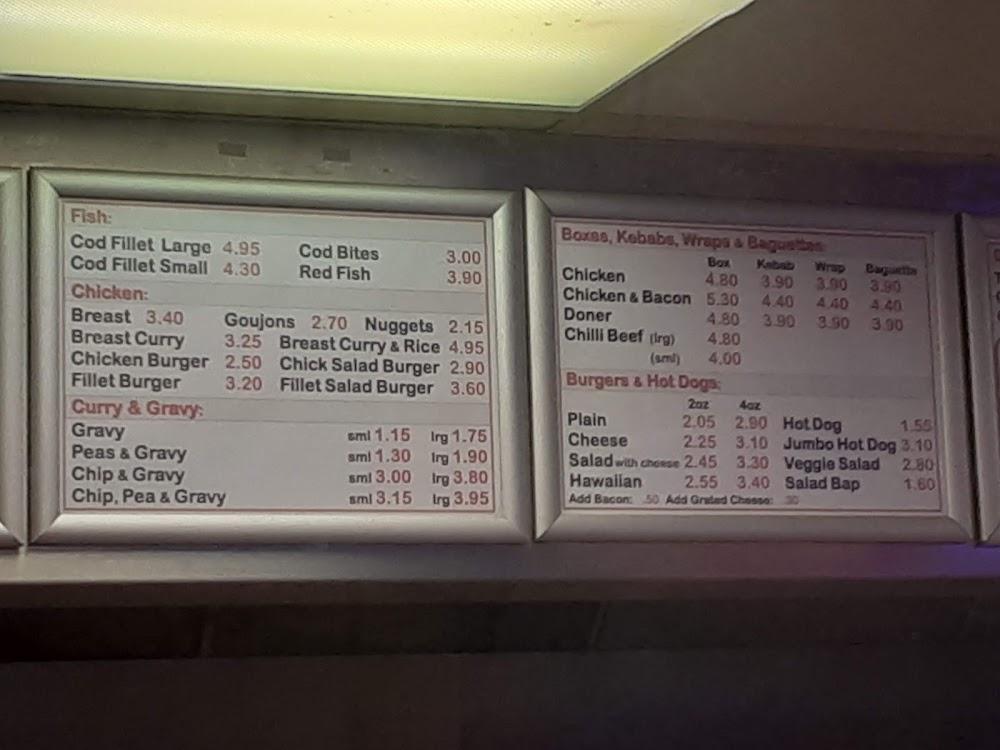 Fish:
Cod Fillet Large 4.95 Cod Bites 3.00
Cod Fillet Small 4.30 Red Fish 3.90
Chicken:
Breast 3.40 Goujons 2.70 Nuggets 2.15
Breast Curry 3.25 Breast Curry & Rice 4.95
Chicken Burger 2.50 Chick Salad Burger 2.90
Fillet Burger 3.20 Fillet Salad Burger 3.60
Curry & Gravy:
Gravy sml 1.15 lrg 1.75
Peas & Gravy sml 1.30 lrg 1.90
Chip & Gravy sml 3.00 lrg 3.80
Chip, Pea & Gravy sml 3.15 lrg 3.95
Boxes, Kebabs, Wraps & Baguettes:
Box Kebab Wrap Baguette
Chicken 4.80 3.90 3.90 3.90
Chicken & Bacon 5.30 4.40 4.40 4.40
Doner 4.80 3.90 3.90 3.90
Chilli Beef (lrg) 4.80
(sml) 4.00
Burgers & Hot Dogs:
2oz 4oz
Plain 2.05 2.90 Hot Dog 1.55
Cheese 2.25 3.10 Jumbo Hot Dog 3.10
Salad with cheese 2.45 3.30 Veggie Salad 2.80
Hawaiian 2.55 3.40 Salad Bap 1.60
Add Bacon: .50 Add Grated Cheese: .30